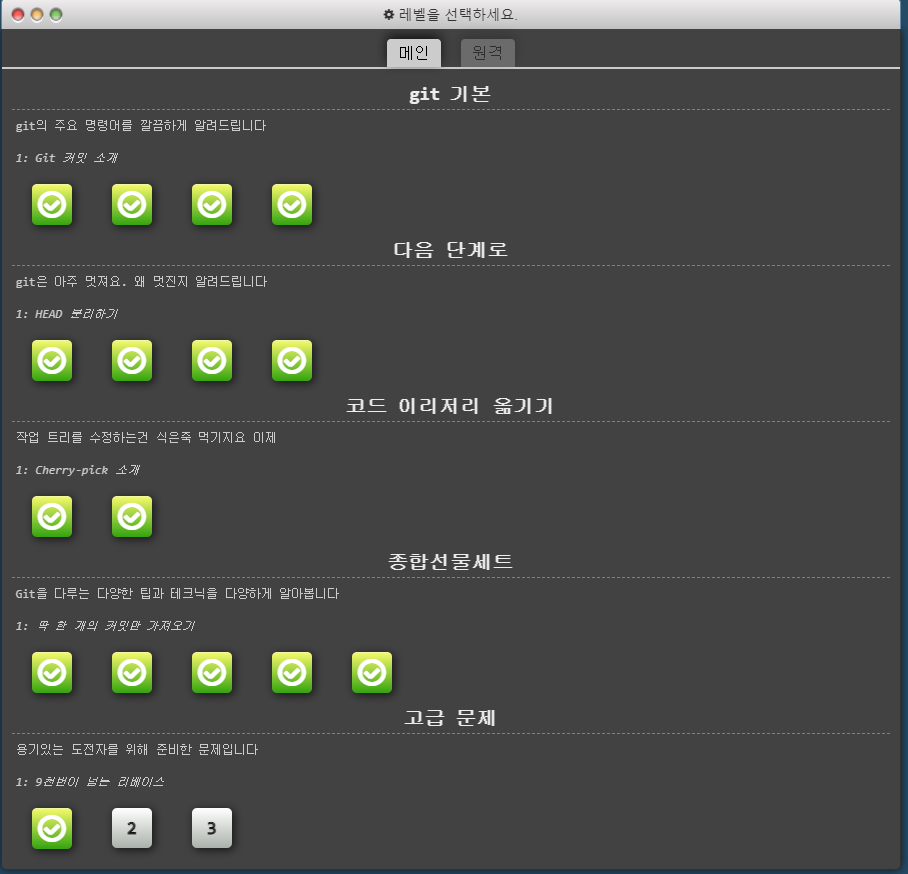 레벨을 선택하세요.
메인
원격
git 기본
git의 주요 명령어를 깔끔하게 알려드립니다
1: Git 커밋 소개
다음 단계로
git은 아주 멋져요. 왜 멋진지 알려드립니다
1: HEAD 분리하기
코드 이리저리 옮기기
작업 트리를 수정하는건 식은죽 먹기지요 이제
1: Cherry-pick 소개
종합선물세트
Git을 다루는 다양한 팁과 테크닉을 다양하게 알아봅니다
1: 딱 한 개의 커밋만 가져오기
고급 문제
용기있는 도전자를 위해 준비한 문제입니다
1: 9천번이 넘는 리베이스
2 3